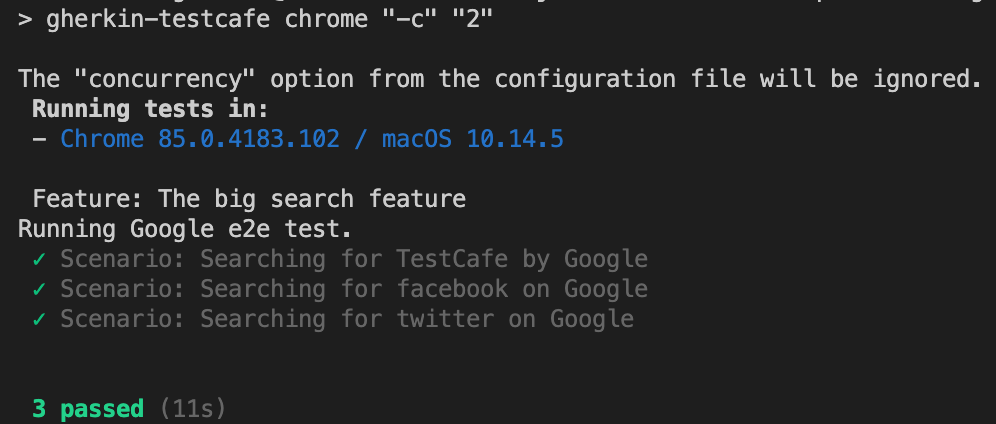 > gherkin-testcafe chrome "-c" "2"
The "concurrency" option from the configuration file will be ignored.
Running tests in:
- Chrome 85.0.4183.102 / macOS 10.14.5
Feature: The big search feature
Running Google e2e test.
✓ Scenario: Searching for TestCafe by Google
✓ Scenario: Searching for facebook on Google
✓ Scenario: Searching for twitter on Google
3 passed (11s)